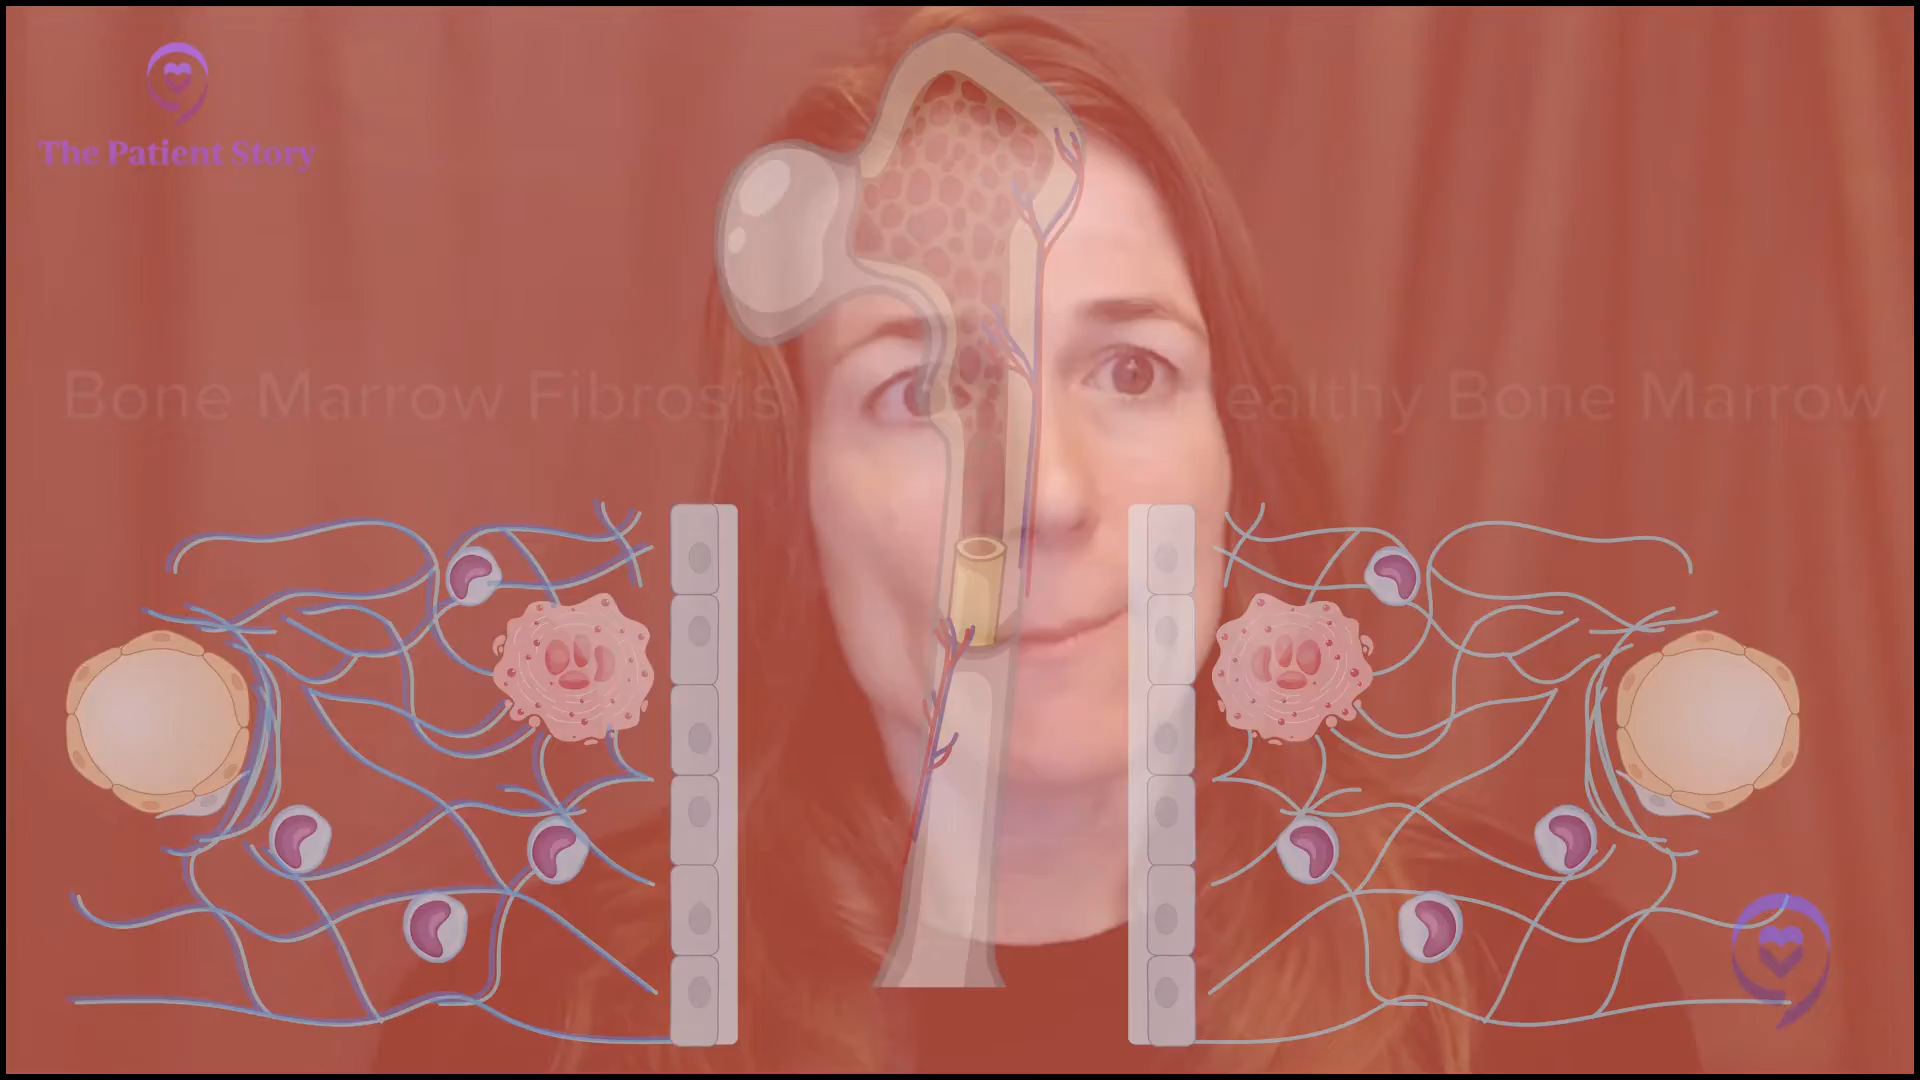 The Patient Story
Bone Marrow Fibrosis
ealthy Bone Marrow